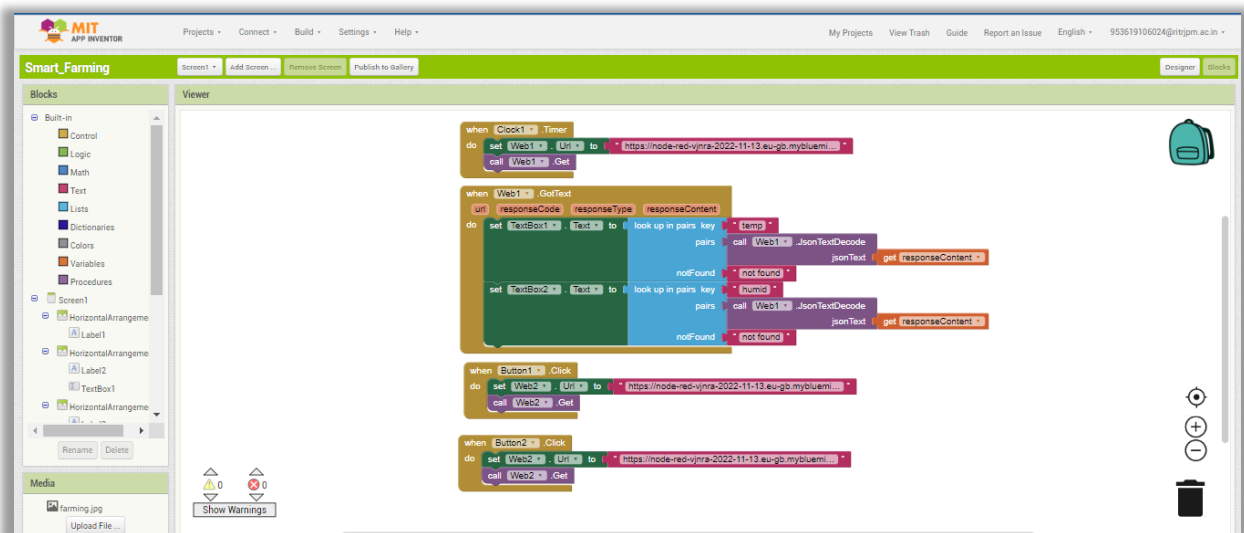 MIT
APP INVENTOR
Projects Connect Build Settings Help
My Projects View Trash Guide Report an Issue English 953619106024@ritrjpm.ac.in
Smart_Farming
Screen1 Add Screen ... Remove Screen Publish to Gallery
Designer Blocks
Blocks
Built-in
Control
Logic
Math
Text
Lists
Dictionaries
Colors
Variables
Procedures
Screen1
HorizontalArrangeme
Label1
HorizontalArrangeme
Label2
TextBox1
HorizontalArrangeme
Rename Delete
Media
farming.jpg
Upload File ...
Viewer
when Clock1 .Timer
do set Web1 . Url to " https://node-red-vjnra-2022-11-13.eu-gb.mybluemi... "
call Web1 .Get
when Web1 .GotText
url responseCode responseType responseContent
do set TextBox1 . Text to look up in pairs key " temp "
pairs call Web1 .JsonTextDecode
jsonText get responseContent
notFound " not found "
set TextBox2 . Text to look up in pairs key " humid "
pairs call Web1 .JsonTextDecode
jsonText get responseContent
notFound " not found "
when Button1 .Click
do set Web2 . Url to " https://node-red-vjnra-2022-11-13.eu-gb.mybluemi... "
call Web2 .Get
when Button2 .Click
do set Web2 . Url to " https://node-red-vjnra-2022-11-13.eu-gb.mybluemi... "
call Web2 .Get
0 0
Show Warnings